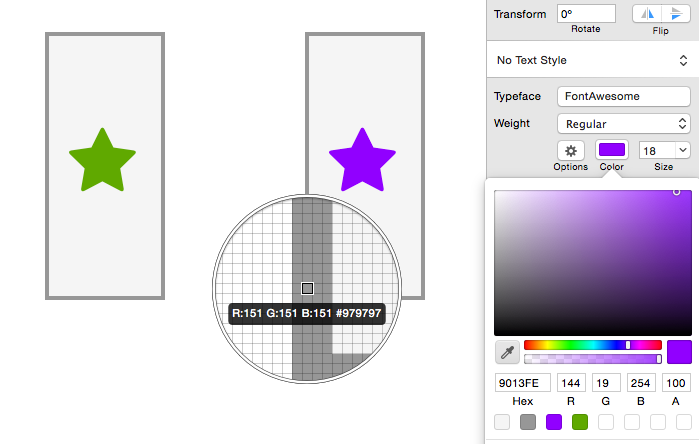 Transform 0º
Rotate Flip
No Text Style
Typeface FontAwesome
Weight Regular
18
Options Color Size
R:151 G:151 B:151 #979797
9013FE 144 19 254 100
Hex R G B A